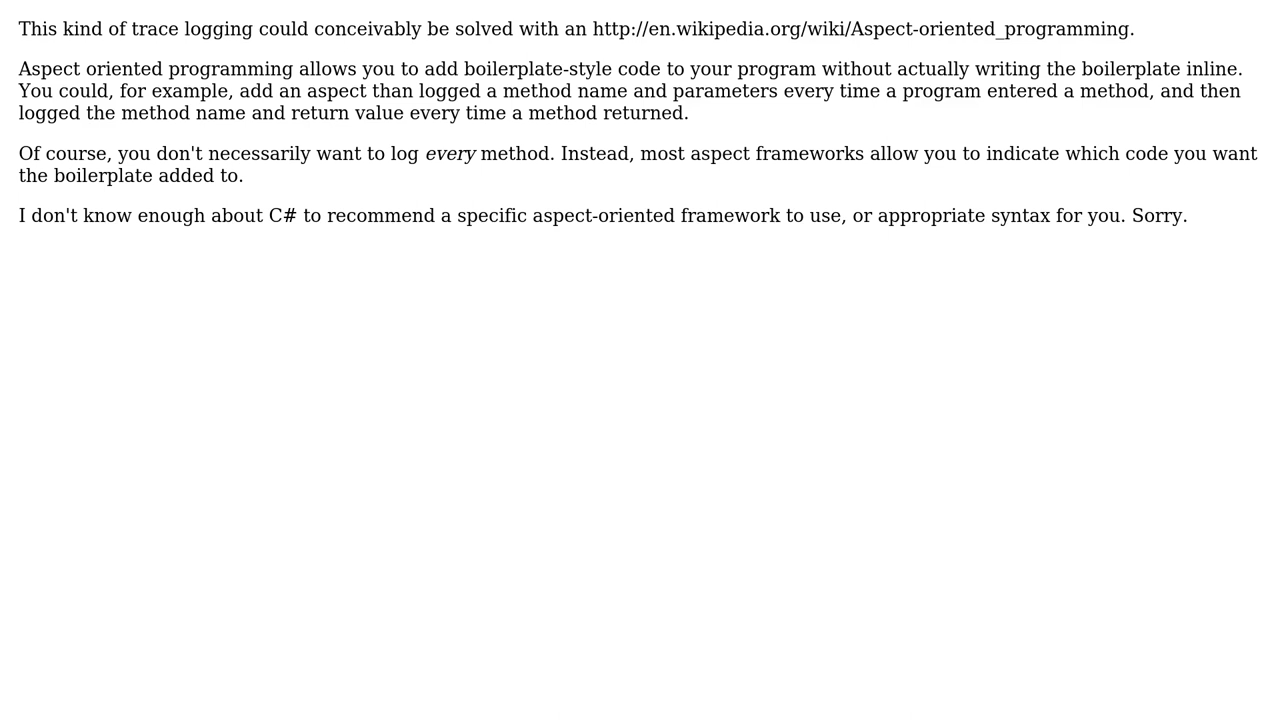 This kind of trace logging could conceivably be solved with an http://en.wikipedia.org/wiki/Aspect-oriented_programming.
Aspect oriented programming allows you to add boilerplate-style code to your program without actually writing the boilerplate inline.
You could, for example, add an aspect than logged a method name and parameters every time a program entered a method, and then
logged the method name and return value every time a method returned.
Of course, you don't necessarily want to log every method. Instead, most aspect frameworks allow you to indicate which code you want
the boilerplate added to.
I don't know enough about C# to recommend a specific aspect-oriented framework to use, or appropriate syntax for you. Sorry.